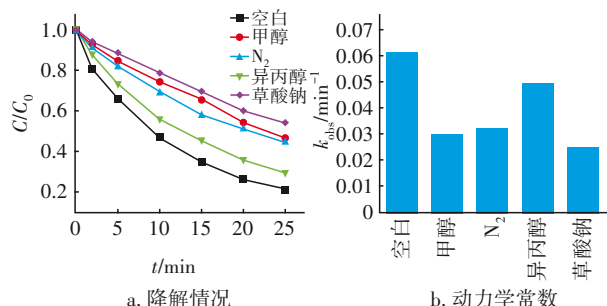 1.0
0.8
0.6
0.4
0.2
C/C₀
0
5
10
15
20
25
t/min
空白
甲醇
N₂
异丙醇
草酸钠
a. 降解情况
0.07
0.06
0.05
0.04
0.03
0.02
0.01
0
k_obs/min⁻¹
空白
甲醇
N₂
异丙醇
草酸钠
b. 动力学常数